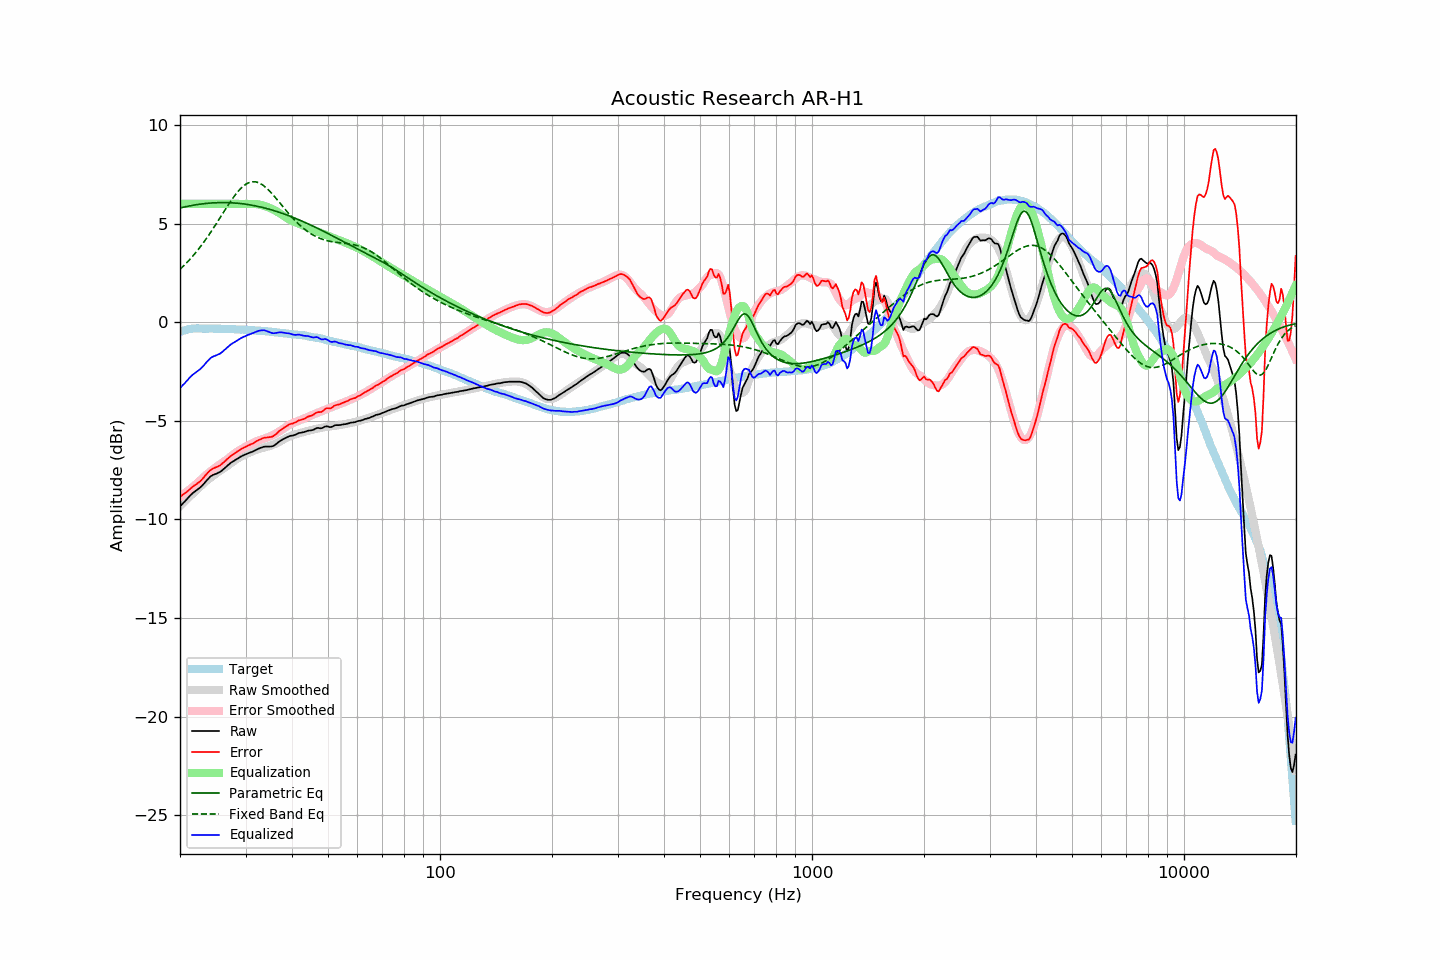 Acoustic Research AR-H1
10
5
0
−5
−10
−15
−20
−25
Amplitude (dBr)
Target
Raw Smoothed
Error Smoothed
Raw
Error
Equalization
Parametric Eq
Fixed Band Eq
Equalized
100
1000
10000
Frequency (Hz)